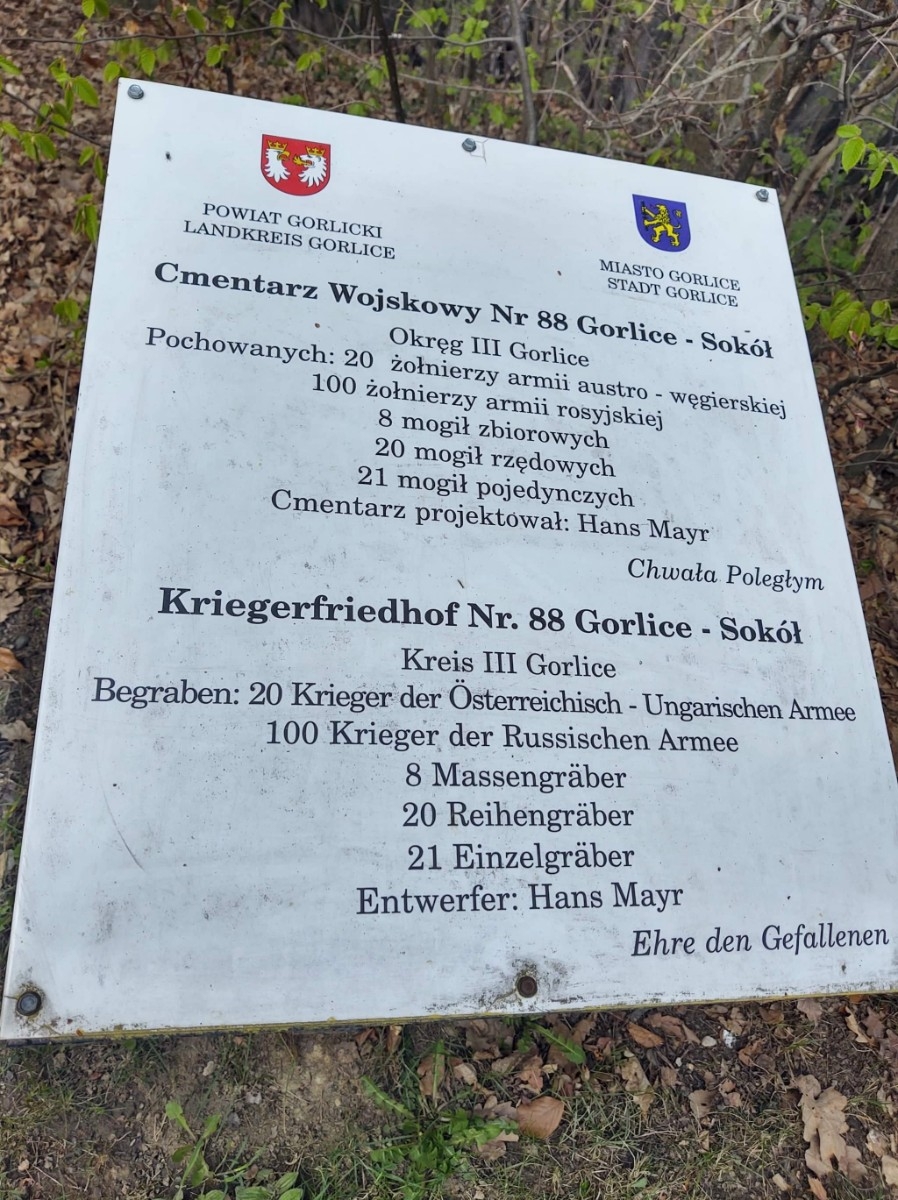 POWIAT GORLICKI
LANDKREIS GORLICE
MIASTO GORLICE
STADT GORLICE
Cmentarz Wojskowy Nr 88 Gorlice - Sokół
Okręg III Gorlice
Pochowanych: 20 żołnierzy armii austro - węgierskiej
100 żołnierzy armii rosyjskiej
8 mogił zbiorowych
20 mogił rzędowych
21 mogił pojedynczych
Cmentarz projektował: Hans Mayr
Chwała Poległym
Kriegerfriedhof Nr. 88 Gorlice - Sokół
Kreis III Gorlice
Begraben: 20 Krieger der Österreichisch - Ungarischen Armee
100 Krieger der Russischen Armee
8 Massengräber
20 Reihengräber
21 Einzelgräber
Entwerfer: Hans Mayr
Ehre den Gefallenen